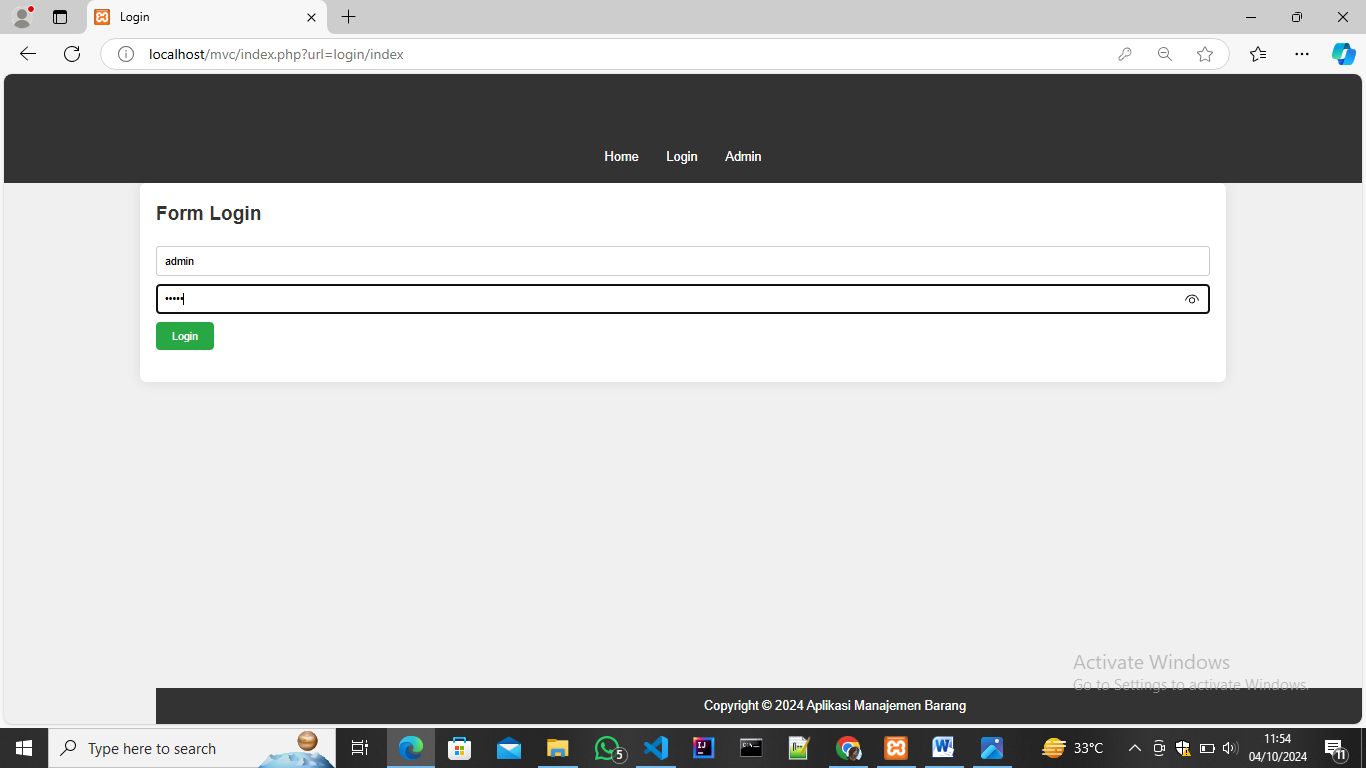 Login
localhost/mvc/index.php?url=login/index
Home Login Admin
Form Login
admin
•••••
Login
Activate Windows
Go to Settings to activate Windows.
Copyright © 2024 Aplikasi Manajemen Barang
Type here to search
5
33°C
11:54
04/10/2024
11